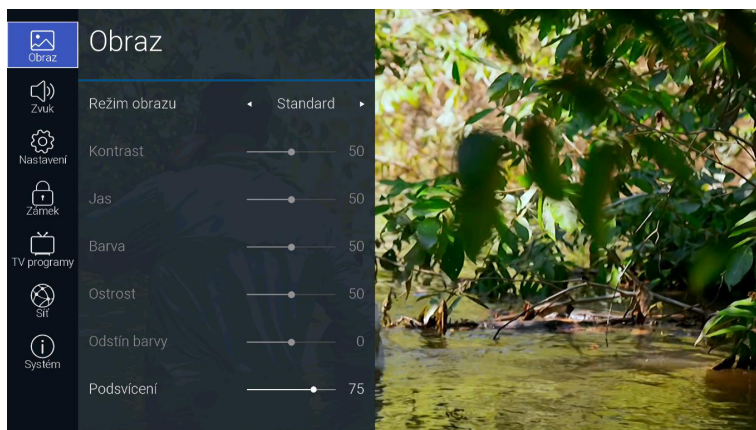 Obraz
Zvuk
Nastavení
Zámek
TV programy
Síť
Systém
Obraz
Režim obrazu Standard
Kontrast 50
Jas 50
Barva 50
Ostrost 50
Odstín barvy 0
Podsvícení 75